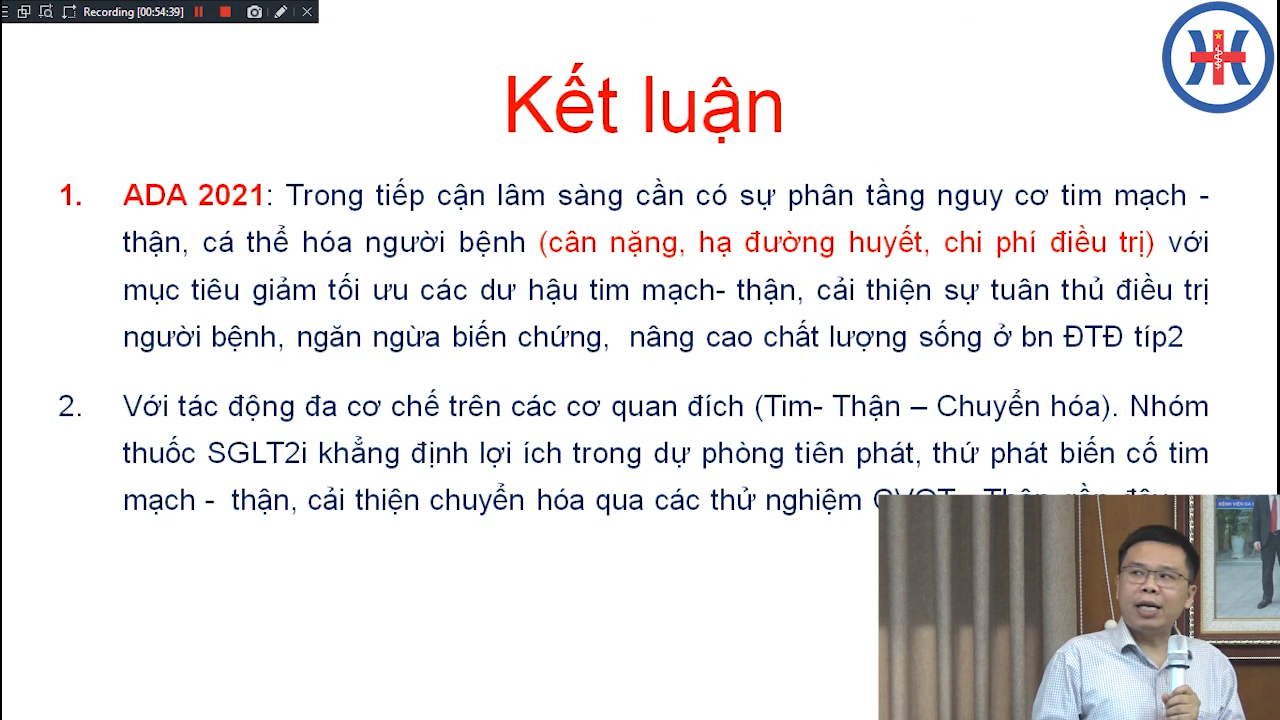 Recording [00:54:39]
Kết luận
1. ADA 2021: Trong tiếp cận lâm sàng cần có sự phân tầng nguy cơ tim mạch -
thận, cá thể hóa người bệnh (cân nặng, hạ đường huyết, chi phí điều trị) với
mục tiêu giảm tối ưu các dư hậu tim mạch- thận, cải thiện sự tuân thủ điều trị
người bệnh, ngăn ngừa biến chứng, nâng cao chất lượng sống ở bn ĐTĐ típ2
2. Với tác động đa cơ chế trên các cơ quan đích (Tim- Thận – Chuyển hóa). Nhóm
thuốc SGLT2i khẳng định lợi ích trong dự phòng tiên phát, thứ phát biến cố tim
mạch - thận, cải thiện chuyển hóa qua các thử nghiệm
BỆNH VIỆN ĐA